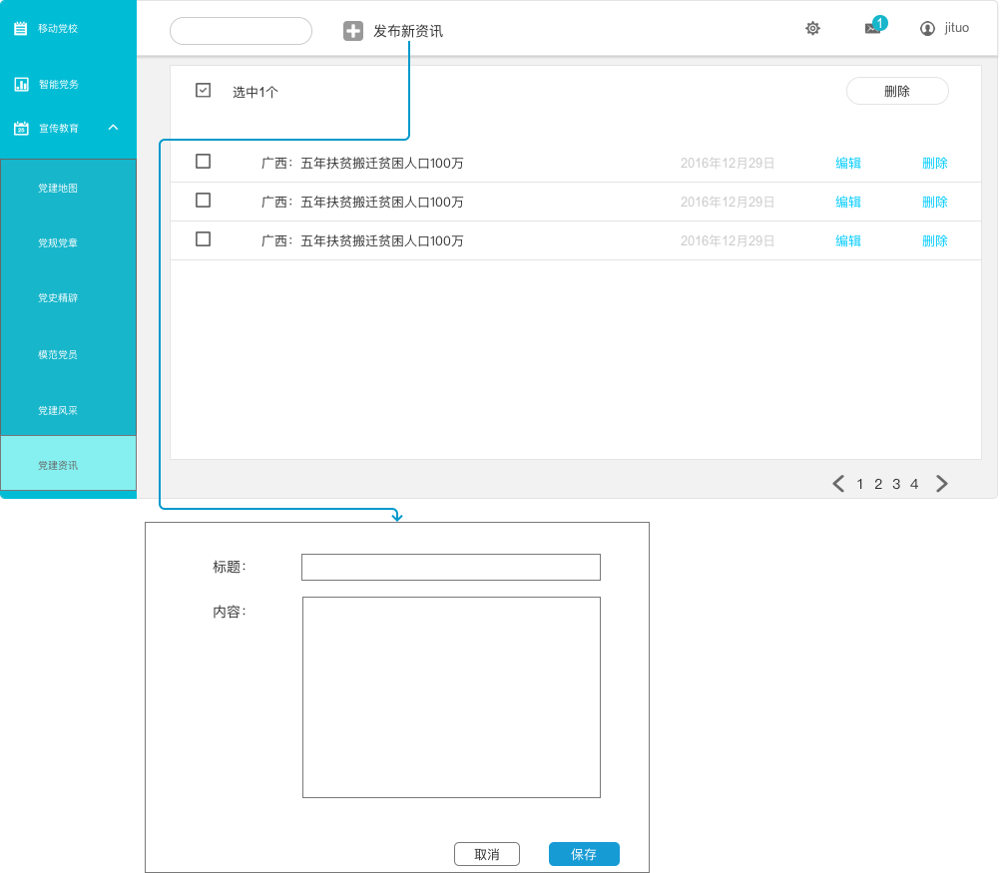 移动党校
智能党务
宣传教育
党建地图
党规党章
党史精辟
模范党员
党建风采
党建资讯
发布新资讯
1
jituo
选中1个
删除
广西：五年扶贫搬迁贫困人口100万 2016年12月29日 编辑 删除
广西：五年扶贫搬迁贫困人口100万 2016年12月29日 编辑 删除
广西：五年扶贫搬迁贫困人口100万 2016年12月29日 编辑 删除
1 2 3 4
标题：
内容：
取消 保存